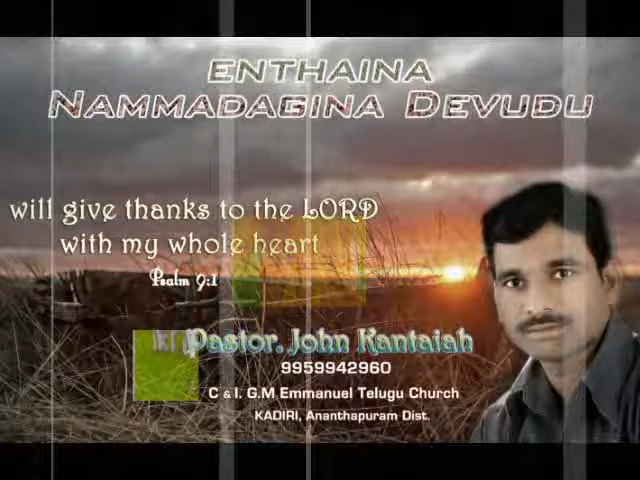 ENTHAINA
NAMMADAGINA DEVUDU
will give thanks to the LORD
with my whole heart
Psalm 9:1
Pastor. John Kantaiah
9959942960
C & I. G.M Emmanuel Telugu Church
KADIRI, Ananthapuram Dist.